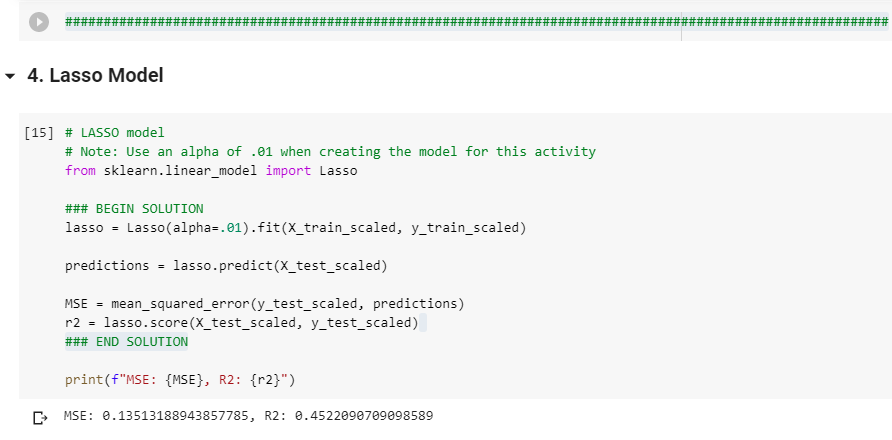 ############################################################################################################
4. Lasso Model
[15] # LASSO model
# Note: Use an alpha of .01 when creating the model for this activity
from sklearn.linear_model import Lasso
### BEGIN SOLUTION
lasso = Lasso(alpha=.01).fit(X_train_scaled, y_train_scaled)
predictions = lasso.predict(X_test_scaled)
MSE = mean_squared_error(y_test_scaled, predictions)
r2 = lasso.score(X_test_scaled, y_test_scaled)
### END SOLUTION
print(f"MSE: {MSE}, R2: {r2}")
MSE: 0.13513188943857785, R2: 0.4522090709098589